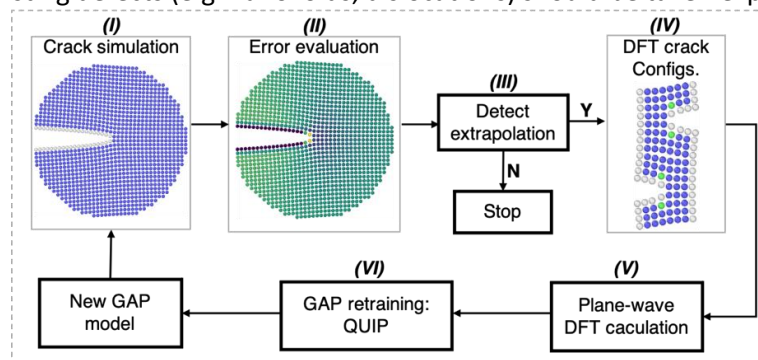 (I)
Crack simulation
(II)
Error evaluation
(III)
Detect
extrapolation
Y
N
Stop
(IV)
DFT crack
Configs.
(V)
Plane-wave
DFT caculation
(VI)
GAP retraining:
QUIP
New GAP
model